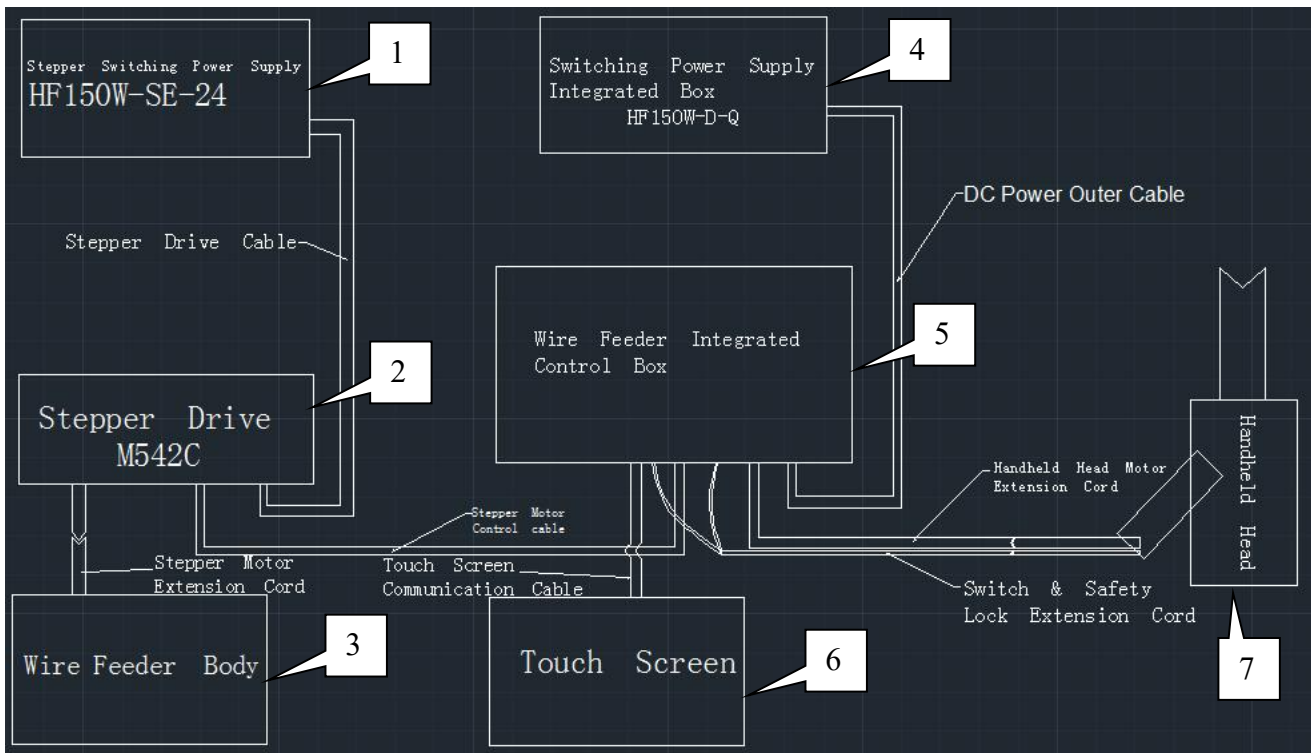 Stepper Switching Power Supply
HF150W-SE-24
1
Switching Power Supply
Integrated Box
HF150W-D-Q
4
DC Power Outer Cable
Stepper Drive Cable
Wire Feeder Integrated
Control Box
5
Stepper Drive
M542C
2
Handheld Head
Handheld Head Motor
Extension Cord
Stepper Motor
Control cable
Stepper Motor
Extension Cord
Touch Screen
Communication Cable
Switch & Safety
Lock Extension Cord
Wire Feeder Body
3
Touch Screen
6
7